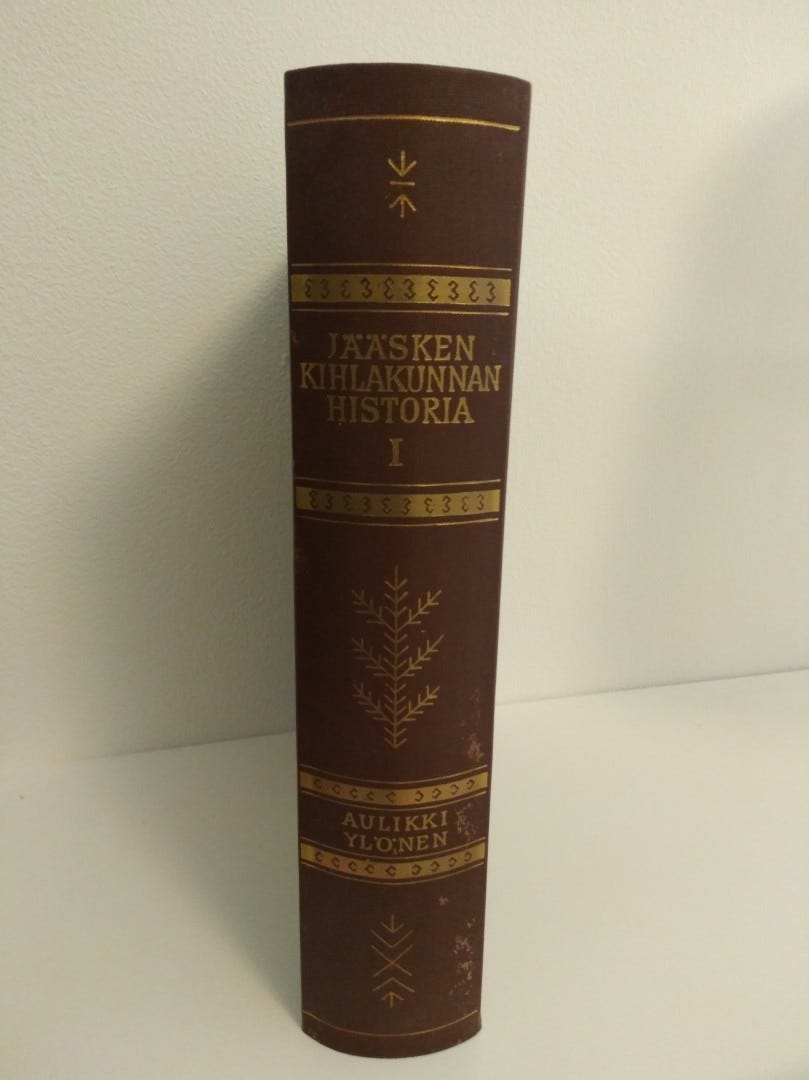 JÄÄSKEN
KIHLAKUNNAN
HISTORIA
I
AULIKKI
YLÖNEN